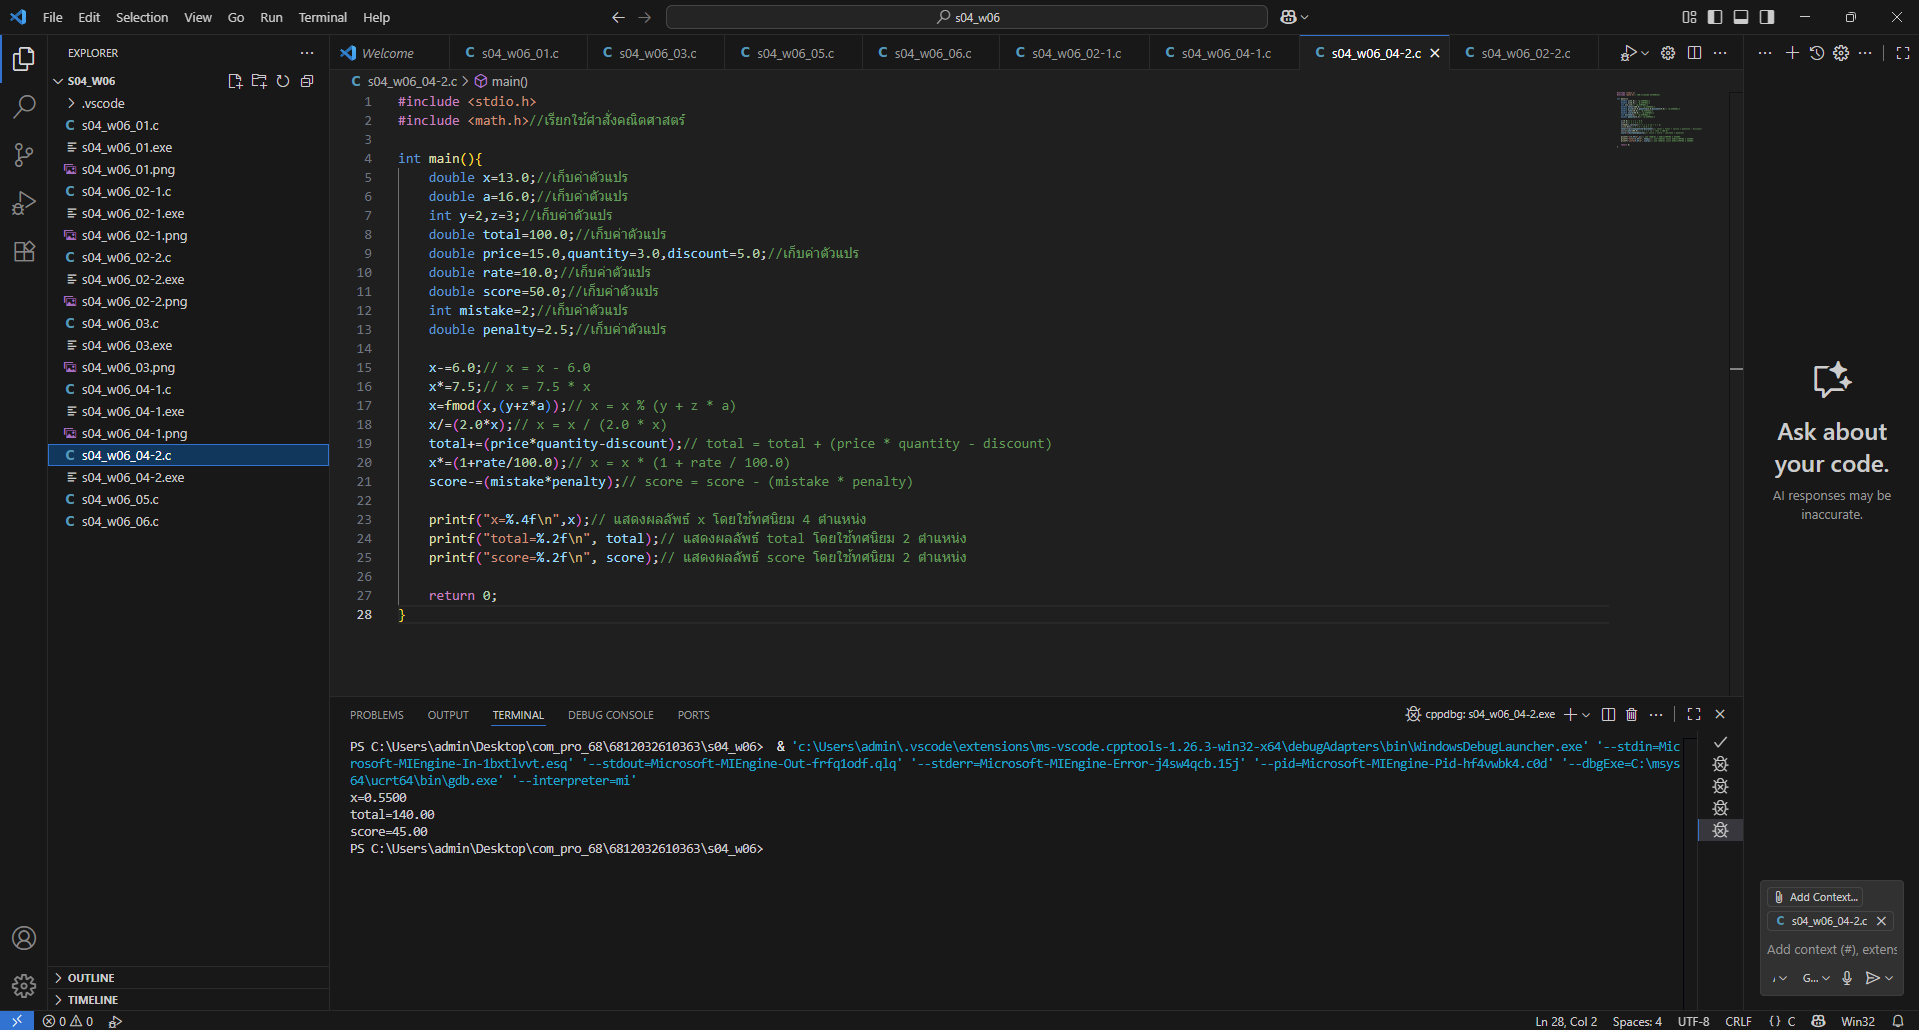 File Edit Selection View Go Run Terminal Help
s04_w06
EXPLORER
S04_W06
.vscode
s04_w06_01.c
s04_w06_01.exe
s04_w06_01.png
s04_w06_02-1.c
s04_w06_02-1.exe
s04_w06_02-1.png
s04_w06_02-2.c
s04_w06_02-2.exe
s04_w06_02-2.png
s04_w06_03.c
s04_w06_03.exe
s04_w06_03.png
s04_w06_04-1.c
s04_w06_04-1.exe
s04_w06_04-1.png
s04_w06_04-2.c
s04_w06_04-2.exe
s04_w06_05.c
s04_w06_06.c
OUTLINE
TIMELINE
Welcome s04_w06_01.c s04_w06_03.c s04_w06_05.c s04_w06_06.c s04_w06_02-1.c s04_w06_04-1.c s04_w06_04-2.c s04_w06_02-2.c
s04_w06_04-2.c > main()
1 #include <stdio.h>
2 #include <math.h>//เรียกใช้คำสั่งคณิตศาสตร์
3
4 int main(){
5 double x=13.0;//เก็บค่าตัวแปร
6 double a=16.0;//เก็บค่าตัวแปร
7 int y=2,z=3;//เก็บค่าตัวแปร
8 double total=100.0;//เก็บค่าตัวแปร
9 double price=15.0,quantity=3.0,discount=5.0;//เก็บค่าตัวแปร
10 double rate=10.0;//เก็บค่าตัวแปร
11 double score=50.0;//เก็บค่าตัวแปร
12 int mistake=2;//เก็บค่าตัวแปร
13 double penalty=2.5;//เก็บค่าตัวแปร
14
15 x-=6.0;// x = x - 6.0
16 x*=7.5;// x = 7.5 * x
17 x=fmod(x,(y+z*a));// x = x % (y + z * a)
18 x/=(2.0*x);// x = x / (2.0 * x)
19 total+=(price*quantity-discount);// total = total + (price * quantity - discount)
20 x*=(1+rate/100.0);// x = x * (1 + rate / 100.0)
21 score-=(mistake*penalty);// score = score - (mistake * penalty)
22
23 printf("x=%.4f\n",x);// แสดงผลลัพธ์ x โดยใช้ทศนิยม 4 ตำแหน่ง
24 printf("total=%.2f\n", total);// แสดงผลลัพธ์ total โดยใช้ทศนิยม 2 ตำแหน่ง
25 printf("score=%.2f\n", score);// แสดงผลลัพธ์ score โดยใช้ทศนิยม 2 ตำแหน่ง
26
27 return 0;
28 }
PROBLEMS OUTPUT TERMINAL DEBUG CONSOLE PORTS
cppdbg: s04_w06_04-2.exe
PS C:\Users\admin\Desktop\com_pro_68\6812032610363\s04_w06> & 'c:\Users\admin\.vscode\extensions\ms-vscode.cpptools-1.26.3-win32-x64\debugAdapters\bin\WindowsDebugLauncher.exe' '--stdin=Mic
rosoft-MIEngine-In-1bxtlvvt.esq' '--stdout=Microsoft-MIEngine-Out-frfq1odf.qlq' '--stderr=Microsoft-MIEngine-Error-j4sw4qcb.15j' '--pid=Microsoft-MIEngine-Pid-hf4vwbk4.c0d' '--dbgExe=C:\msys
64\ucrt64\bin\gdb.exe' '--interpreter=mi'
x=0.5500
total=140.00
score=45.00
PS C:\Users\admin\Desktop\com_pro_68\6812032610363\s04_w06>
Ask about
your code.
AI responses may be
inaccurate.
Add Context...
s04_w06_04-2.c
Add context (#), extens
G...
0 0
Ln 28, Col 2 Spaces: 4 UTF-8 CRLF {} C Win32